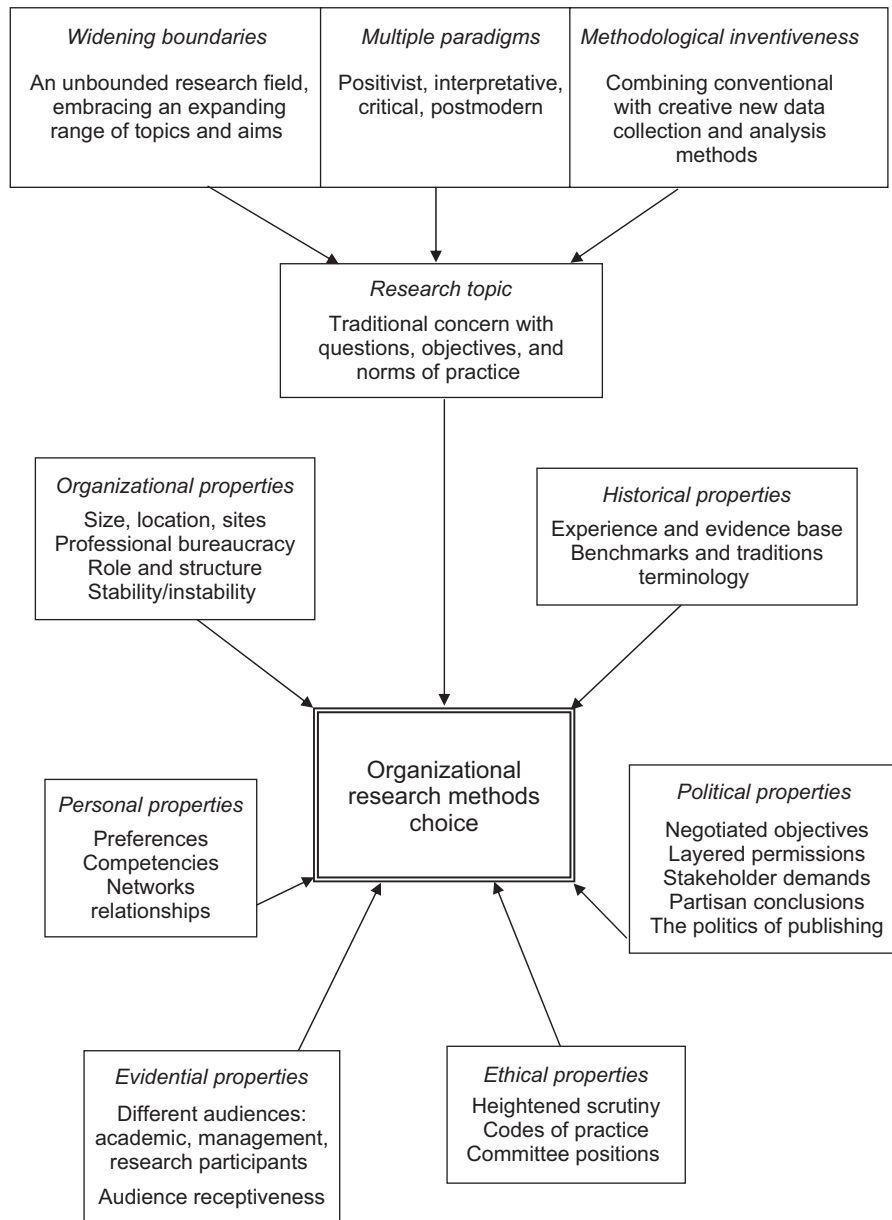 Widening boundaries
An unbounded research field,
embracing an expanding
range of topics and aims
Multiple paradigms
Positivist, interpretative,
critical, postmodern
Methodological inventiveness
Combining conventional
with creative new data
collection and analysis
methods
Research topic
Traditional concern with
questions, objectives, and
norms of practice
Organizational properties
Size, location, sites
Professional bureaucracy
Role and structure
Stability/instability
Historical properties
Experience and evidence base
Benchmarks and traditions
terminology
Organizational
research methods
choice
Personal properties
Preferences
Competencies
Networks
relationships
Political properties
Negotiated objectives
Layered permissions
Stakeholder demands
Partisan conclusions
The politics of publishing
Evidential properties
Different audiences:
academic, management,
research participants
Audience receptiveness
Ethical properties
Heightened scrutiny
Codes of practice
Committee positions